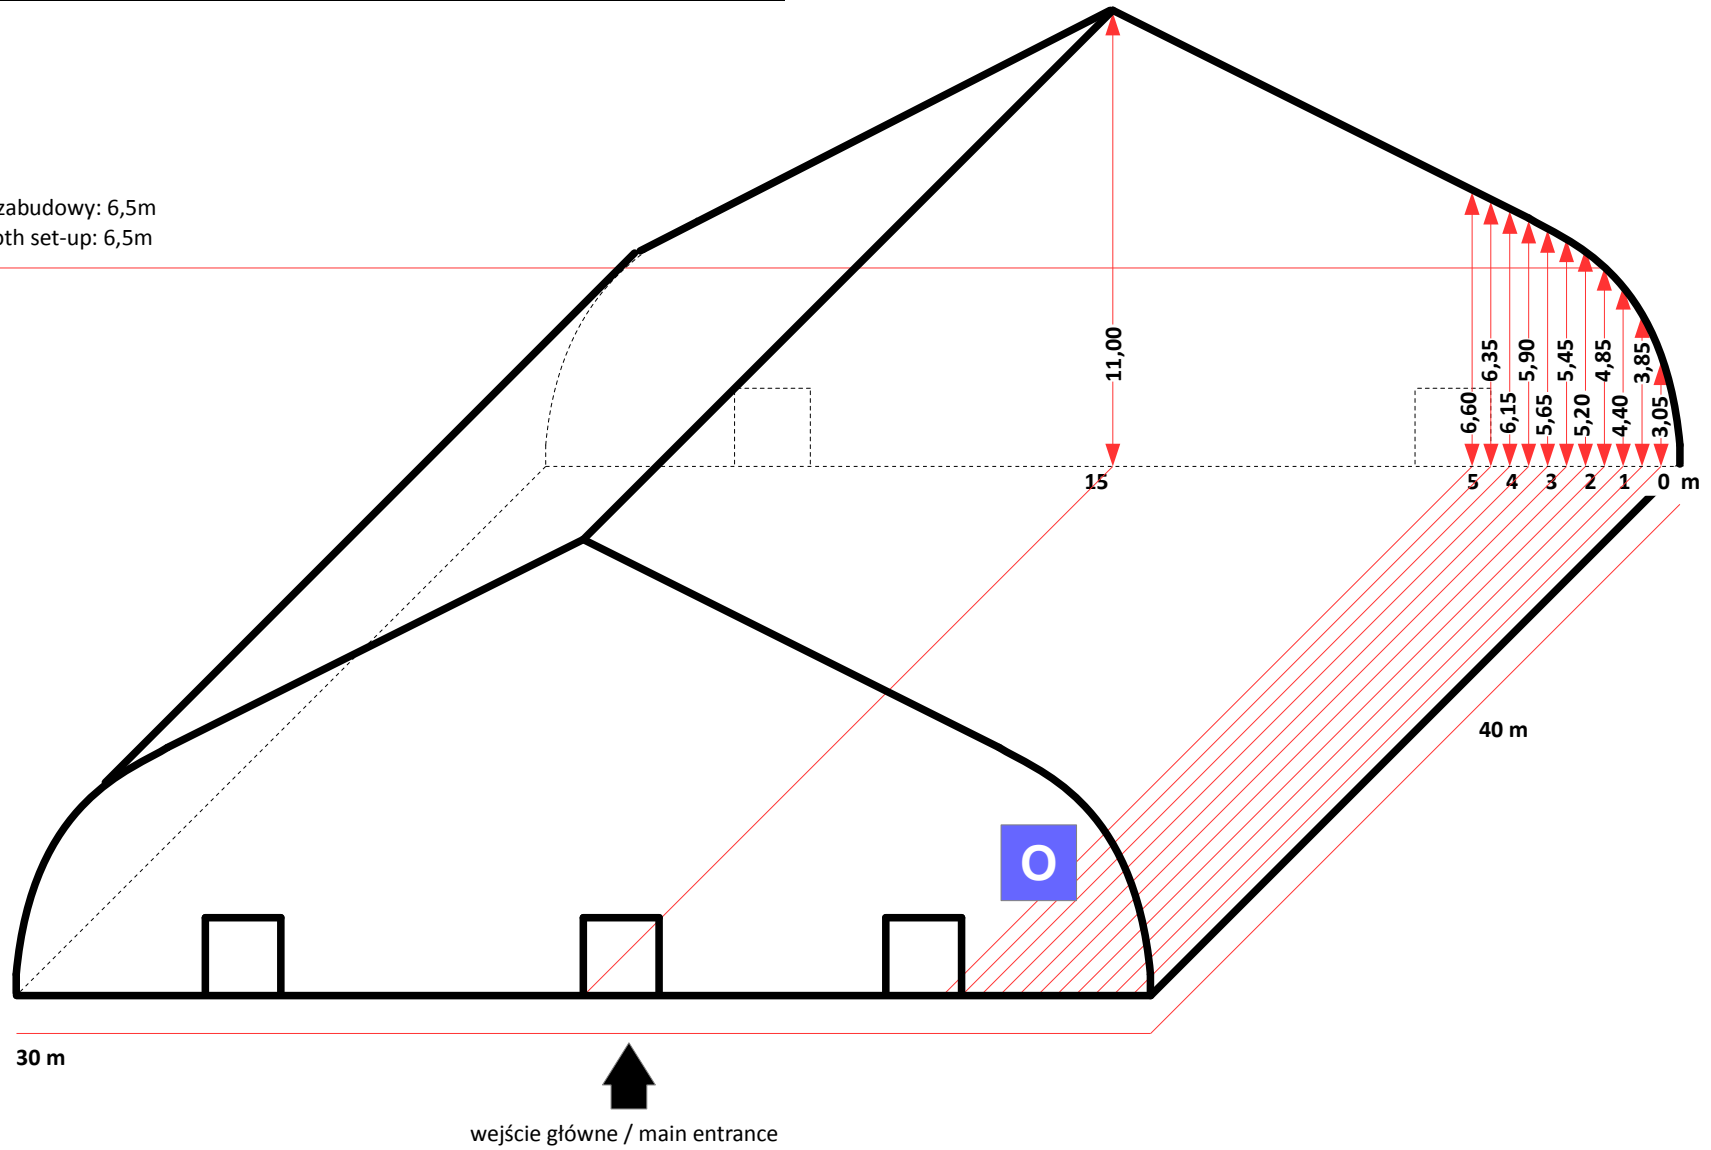 zabudowy: 6,5m
oth set-up: 6,5m
11,00
6,60
6,35
6,15
5,90
5,65
5,45
5,20
4,85
4,40
3,85
3,05
15 5 4 3 2 1 0 m
40 m
O
30 m
wejście główne / main entrance